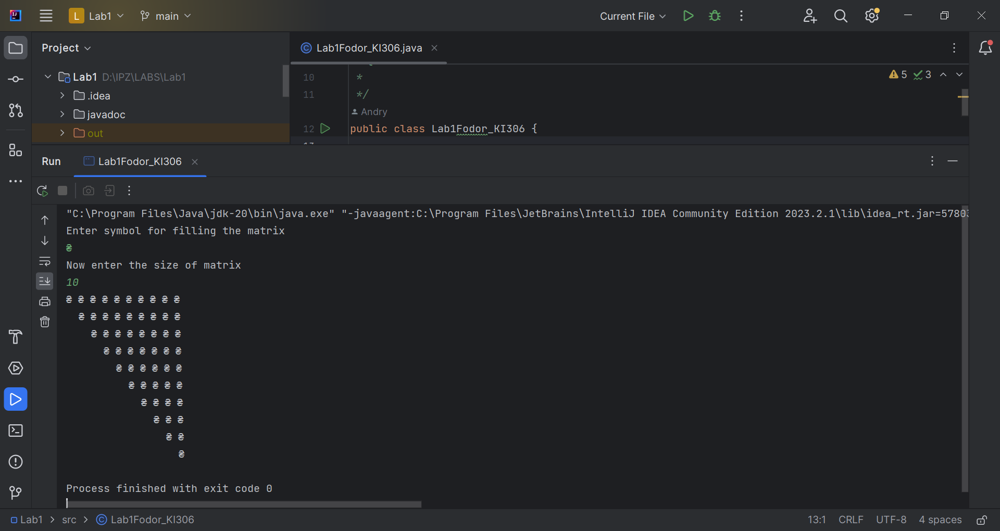 L Lab1 main Current File
Project
Lab1Fodor_KI306.java
Lab1 D:\IPZ\LABS\Lab1
.idea
javadoc
out
10 *
11 */
Andry
12 public class Lab1Fodor_KI306 {
5 3
Run Lab1Fodor_KI306
"C:\Program Files\Java\jdk-20\bin\java.exe" "-javaagent:C:\Program Files\JetBrains\IntelliJ IDEA Community Edition 2023.2.1\lib\idea_rt.jar=5780
Enter symbol for filling the matrix
₴
Now enter the size of matrix
10
₴ ₴ ₴ ₴ ₴ ₴ ₴ ₴ ₴ ₴
  ₴ ₴ ₴ ₴ ₴ ₴ ₴ ₴ ₴
    ₴ ₴ ₴ ₴ ₴ ₴ ₴ ₴
      ₴ ₴ ₴ ₴ ₴ ₴ ₴
        ₴ ₴ ₴ ₴ ₴ ₴
          ₴ ₴ ₴ ₴ ₴
            ₴ ₴ ₴ ₴
              ₴ ₴ ₴
                ₴ ₴
                  ₴
Process finished with exit code 0
Lab1 > src > Lab1Fodor_KI306 13:1 CRLF UTF-8 4 spaces